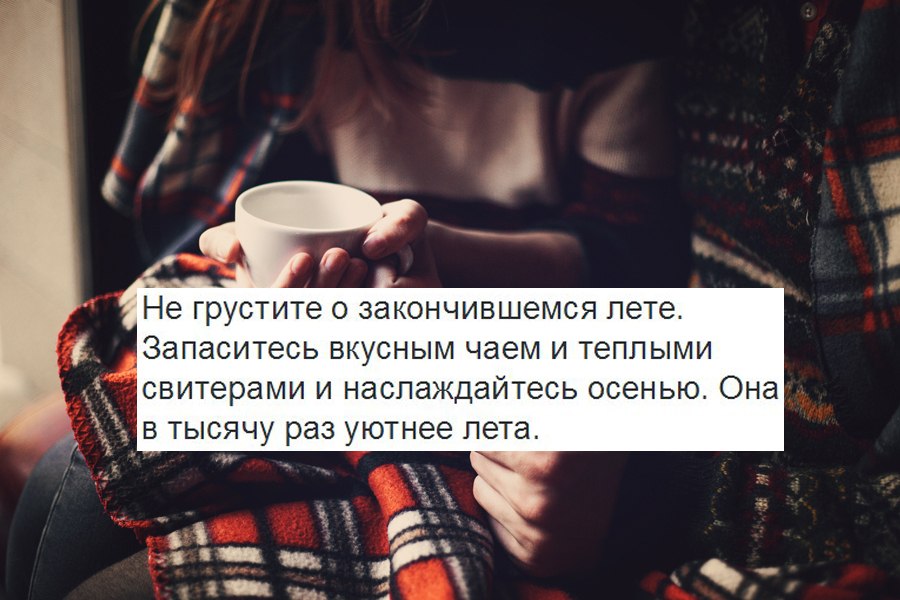 Не грустите о закончившемся лете.
Запаситесь вкусным чаем и теплыми
свитерами и наслаждайтесь осенью. Она
в тысячу раз уютнее лета.